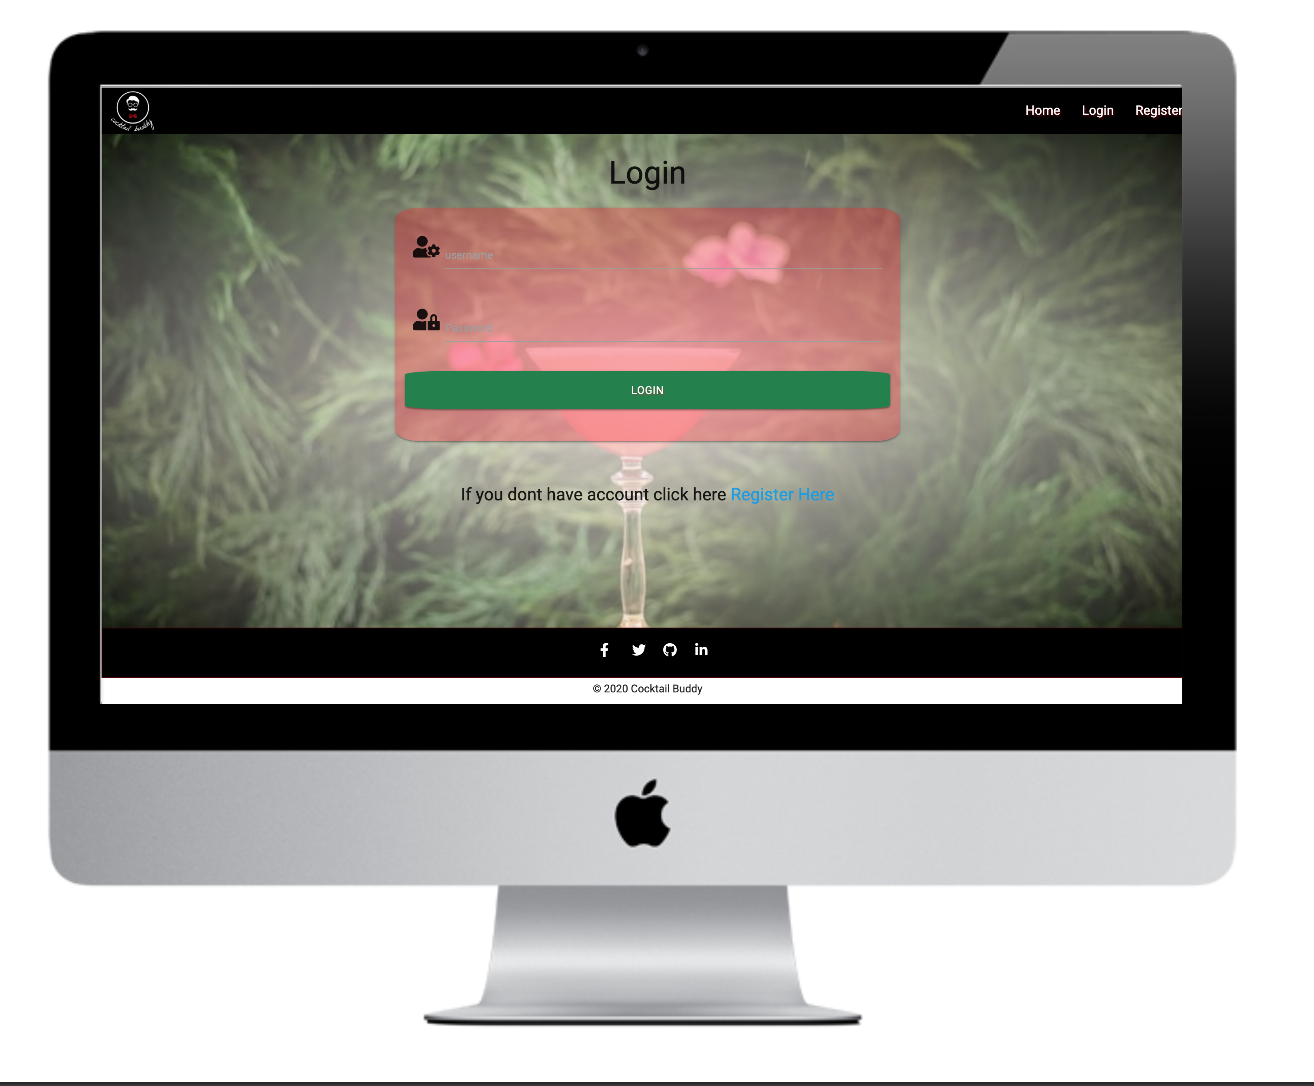 cocktail buddy
Home Login Register
Login
username
Password
LOGIN
If you dont have account click here Register Here
© 2020 Cocktail Buddy